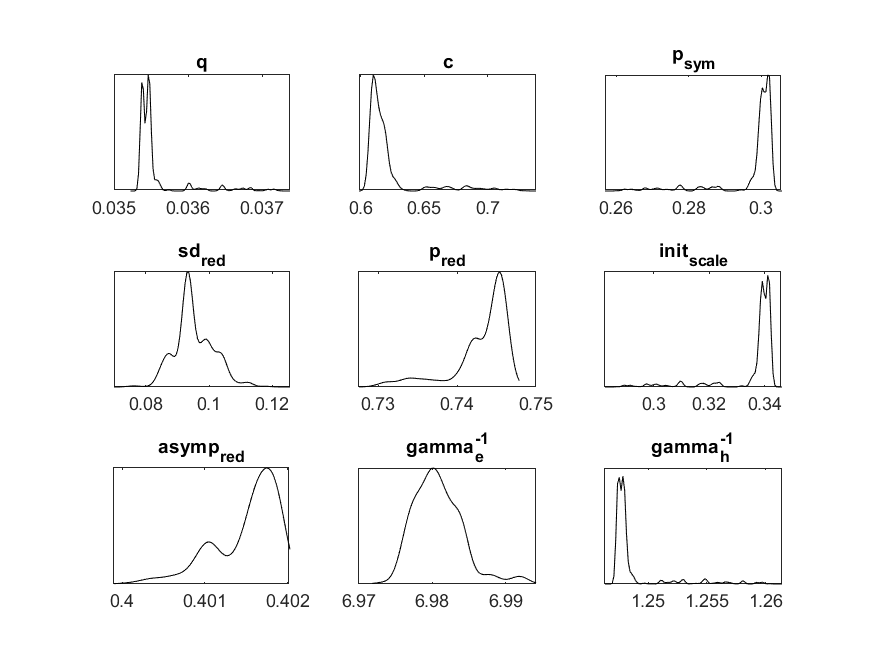 q c p_sym
0.035 0.036 0.037 0.6 0.65 0.7 0.26 0.28 0.3
sd_red p_red init_scale
0.08 0.1 0.12 0.73 0.74 0.75 0.3 0.32 0.34
asymp_red gamma_e^-1 gamma_h^-1
0.4 0.401 0.402 6.97 6.98 6.99 1.25 1.255 1.26